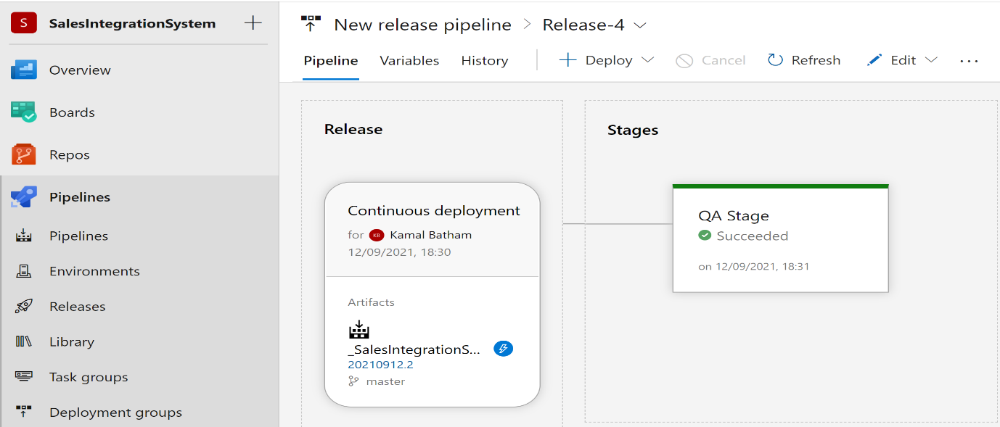 S SalesIntegrationSystem
Overview
Boards
Repos
Pipelines
Pipelines
Environments
Releases
Library
Task groups
Deployment groups
New release pipeline > Release-4
Pipeline Variables History Deploy Cancel Refresh Edit ...
Release
Continuous deployment
for KB Kamal Batham
12/09/2021, 18:30
Artifacts
_SalesIntegrationS...
20210912.2
master
Stages
QA Stage
Succeeded
on 12/09/2021, 18:31